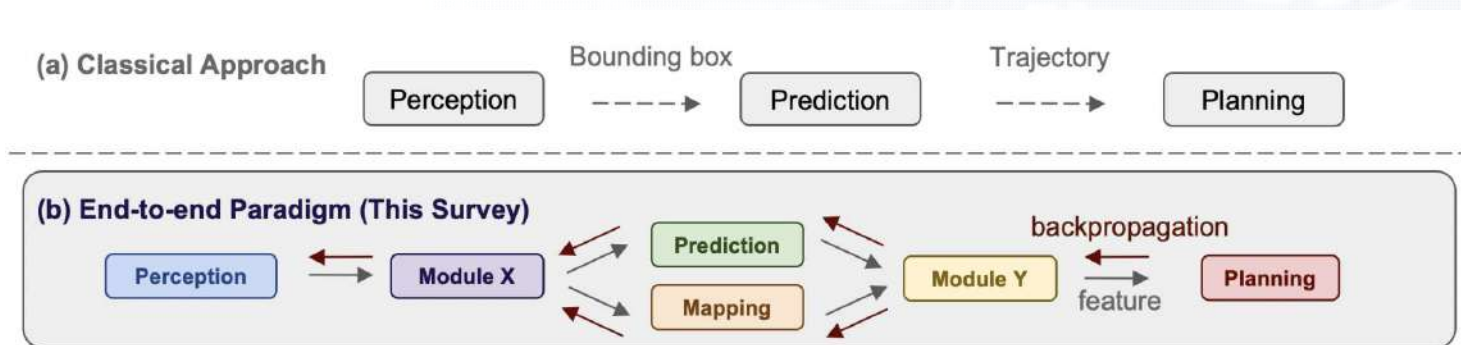 (a) Classical Approach
Bounding box
Trajectory
Perception
Prediction
Planning
(b) End-to-end Paradigm (This Survey)
backpropagation
Prediction
Perception
Module X
Module Y
Planning
Mapping
feature